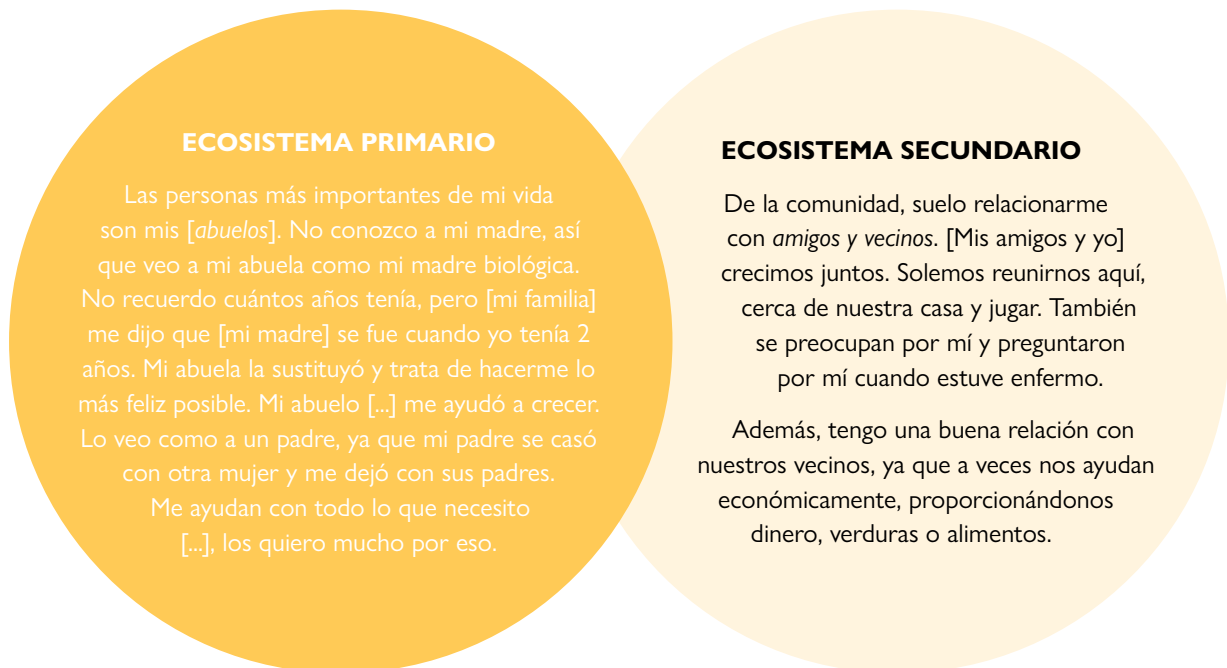 ECOSISTEMA PRIMARIO
Las personas más importantes de mi vida
son mis [abuelos]. No conozco a mi madre, así
que veo a mi abuela como mi madre biológica.
No recuerdo cuántos años tenía, pero [mi familia]
me dijo que [mi madre] se fue cuando yo tenía 2
años. Mi abuela la sustituyó y trata de hacerme lo
más feliz posible. Mi abuelo [...] me ayudó a crecer.
Lo veo como a un padre, ya que mi padre se casó
con otra mujer y me dejó con sus padres.
Me ayudan con todo lo que necesito
[...], los quiero mucho por eso.
ECOSISTEMA SECUNDARIO
De la comunidad, suelo relacionarme
con amigos y vecinos. [Mis amigos y yo]
crecimos juntos. Solemos reunirnos aquí,
cerca de nuestra casa y jugar. También
se preocupan por mí y preguntaron
por mí cuando estuve enfermo.
Además, tengo una buena relación con
nuestros vecinos, ya que a veces nos ayudan
económicamente, proporcionándonos
dinero, verduras o alimentos.